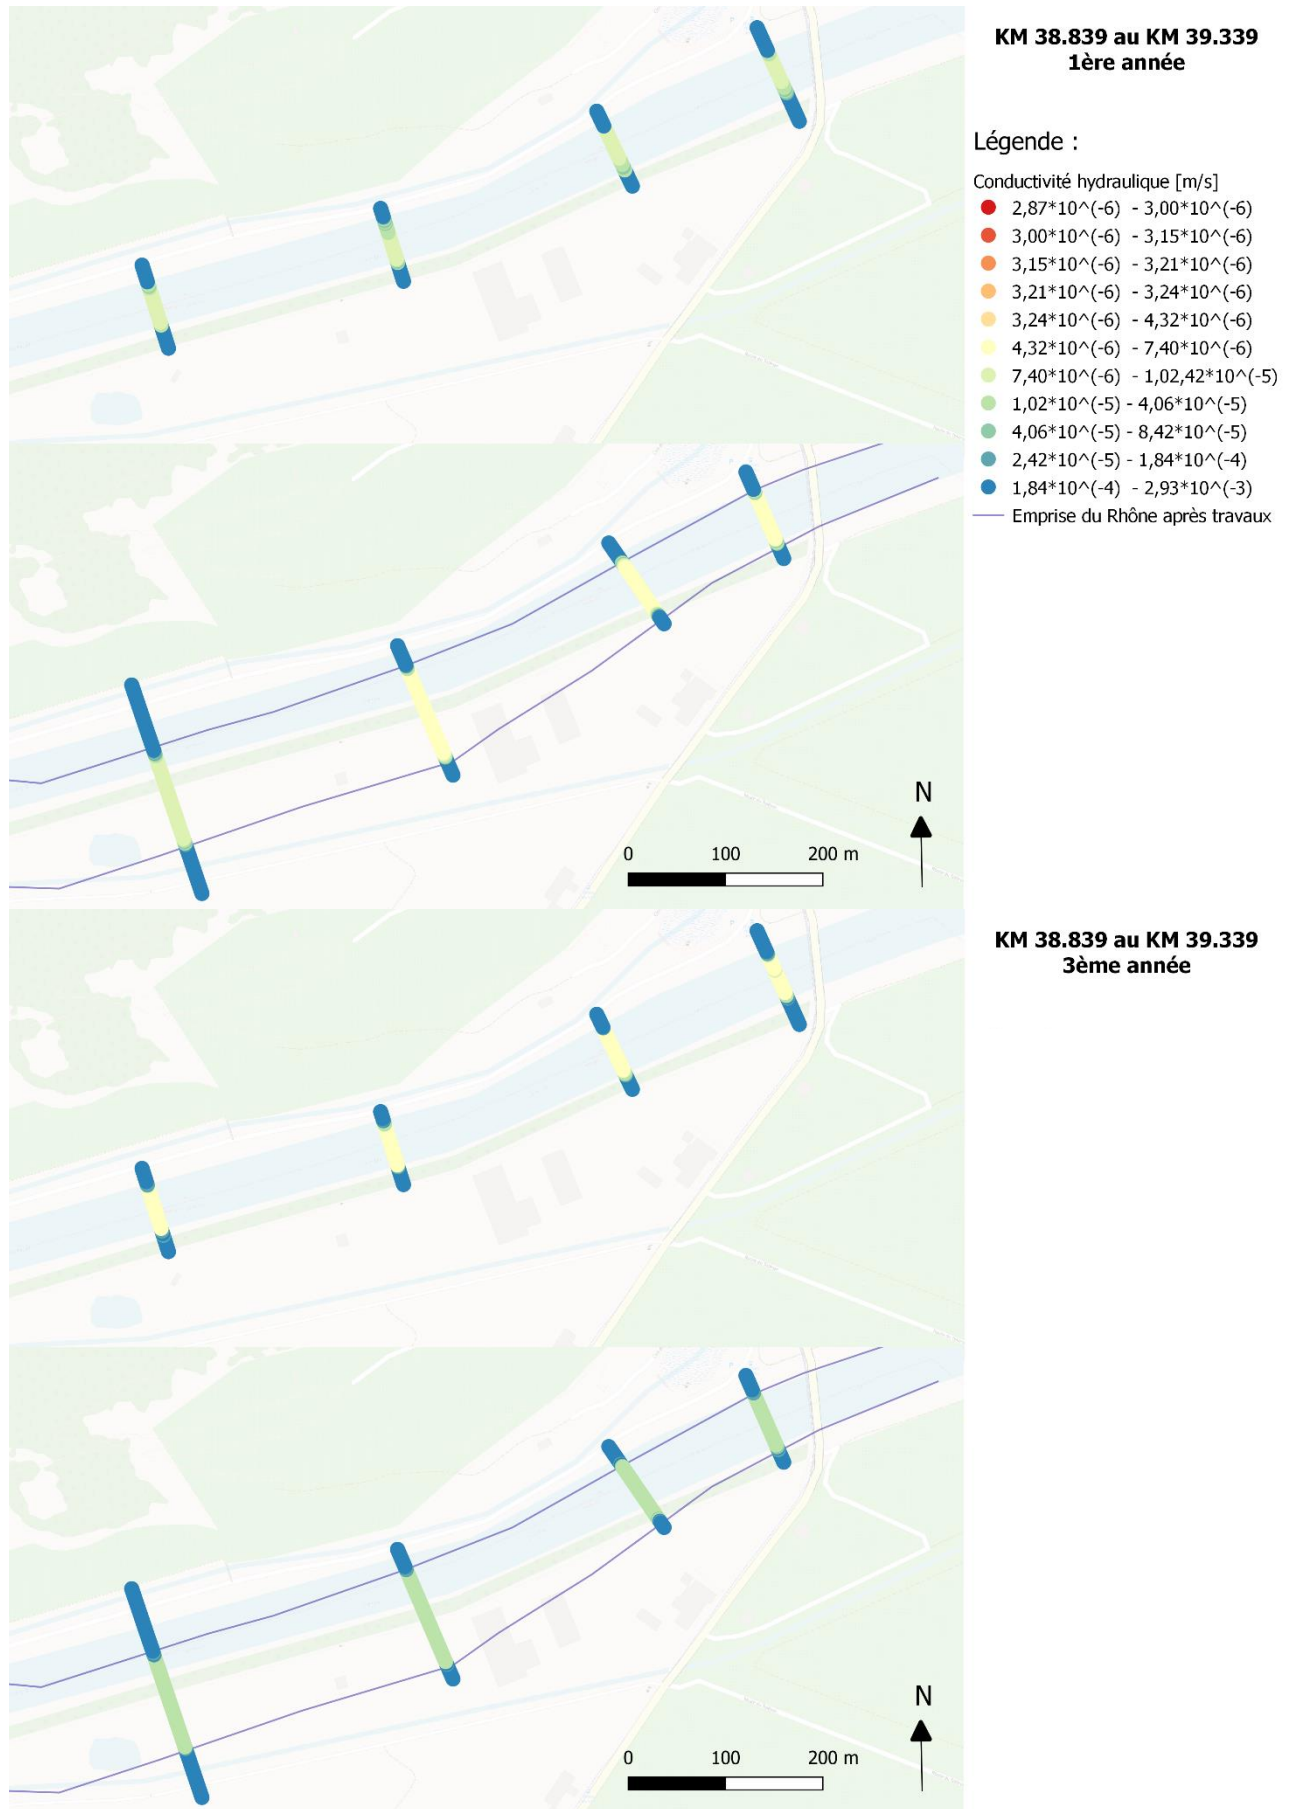 KM 38.839 au KM 39.339
1ère année
Légende :
Conductivité hydraulique [m/s]
2,87*10^(-6) - 3,00*10^(-6)
3,00*10^(-6) - 3,15*10^(-6)
3,15*10^(-6) - 3,21*10^(-6)
3,21*10^(-6) - 3,24*10^(-6)
3,24*10^(-6) - 4,32*10^(-6)
4,32*10^(-6) - 7,40*10^(-6)
7,40*10^(-6) - 1,02,42*10^(-5)
1,02*10^(-5) - 4,06*10^(-5)
4,06*10^(-5) - 8,42*10^(-5)
2,42*10^(-5) - 1,84*10^(-4)
1,84*10^(-4) - 2,93*10^(-3)
Emprise du Rhône après travaux
N
0 100 200 m
KM 38.839 au KM 39.339
3ème année
N
0 100 200 m